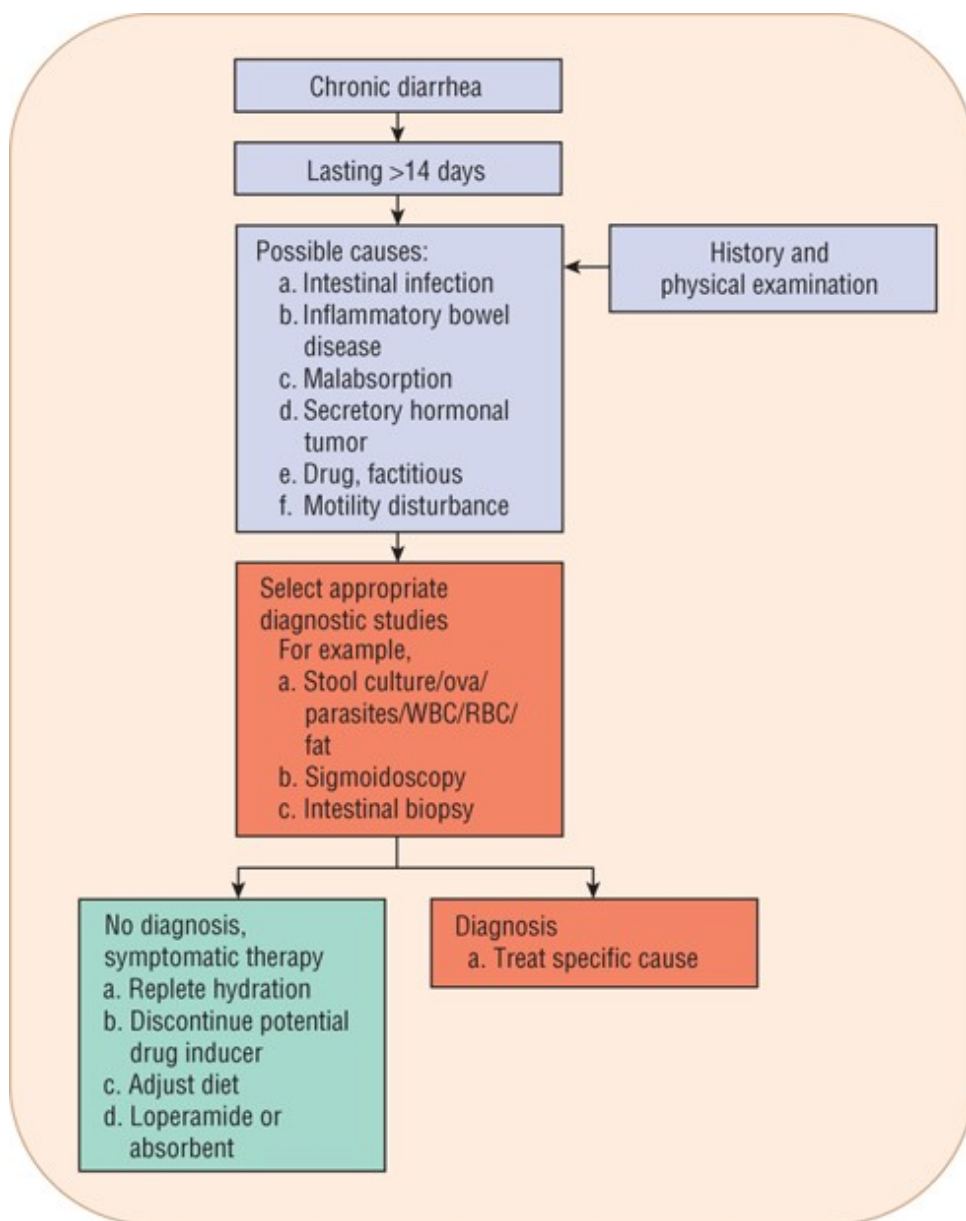 Chronic diarrhea
Lasting >14 days
Possible causes:
a. Intestinal infection
b. Inflammatory bowel
disease
c. Malabsorption
d. Secretory hormonal
tumor
e. Drug, factitious
f. Motility disturbance
History and
physical examination
Select appropriate
diagnostic studies
For example,
a. Stool culture/ova/
parasites/WBC/RBC/
fat
b. Sigmoidoscopy
c. Intestinal biopsy
No diagnosis,
symptomatic therapy
a. Replete hydration
b. Discontinue potential
drug inducer
c. Adjust diet
d. Loperamide or
absorbent
Diagnosis
a. Treat specific cause